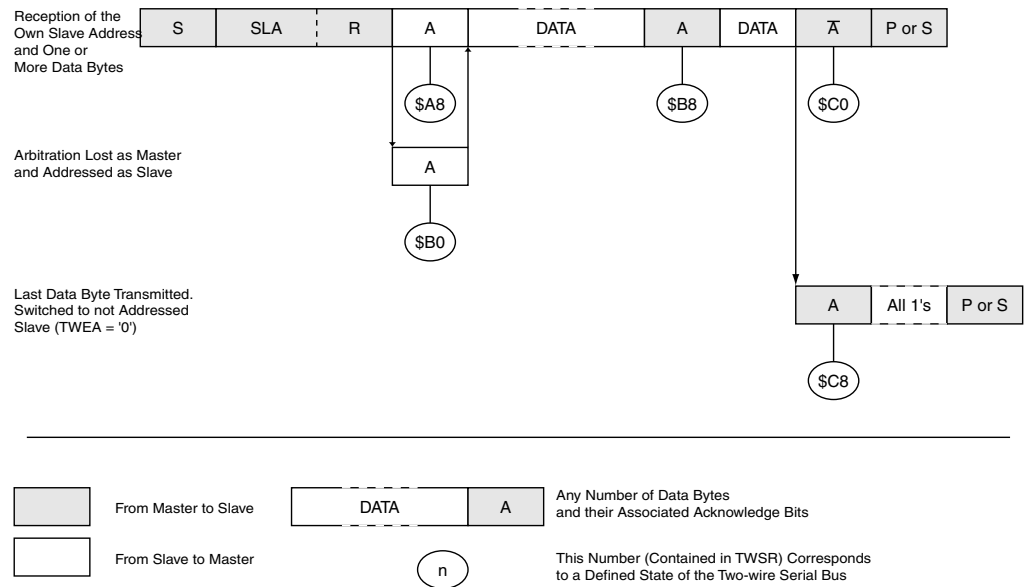 Reception of the
Own Slave Address
and One or
More Data Bytes
S SLA R A DATA A DATA A̅ P or S
$A8 $B8 $C0
Arbitration Lost as Master
and Addressed as Slave
A
$B0
Last Data Byte Transmitted.
Switched to not Addressed
Slave (TWEA = '0')
A All 1's P or S
$C8
From Master to Slave
DATA A
Any Number of Data Bytes
and their Associated Acknowledge Bits
From Slave to Master
n
This Number (Contained in TWSR) Corresponds
to a Defined State of the Two-wire Serial Bus